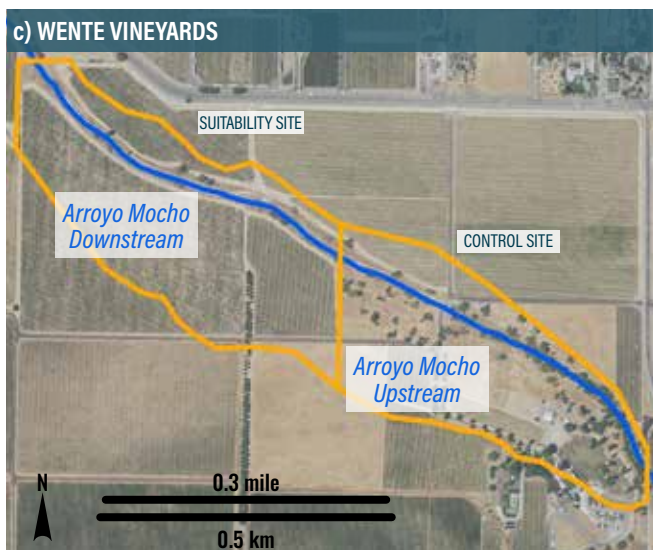 c) WENTE VINEYARDS
SUITABILITY SITE
Arroyo Mocho
Downstream
CONTROL SITE
Arroyo Mocho
Upstream
N
0.3 mile
0.5 km